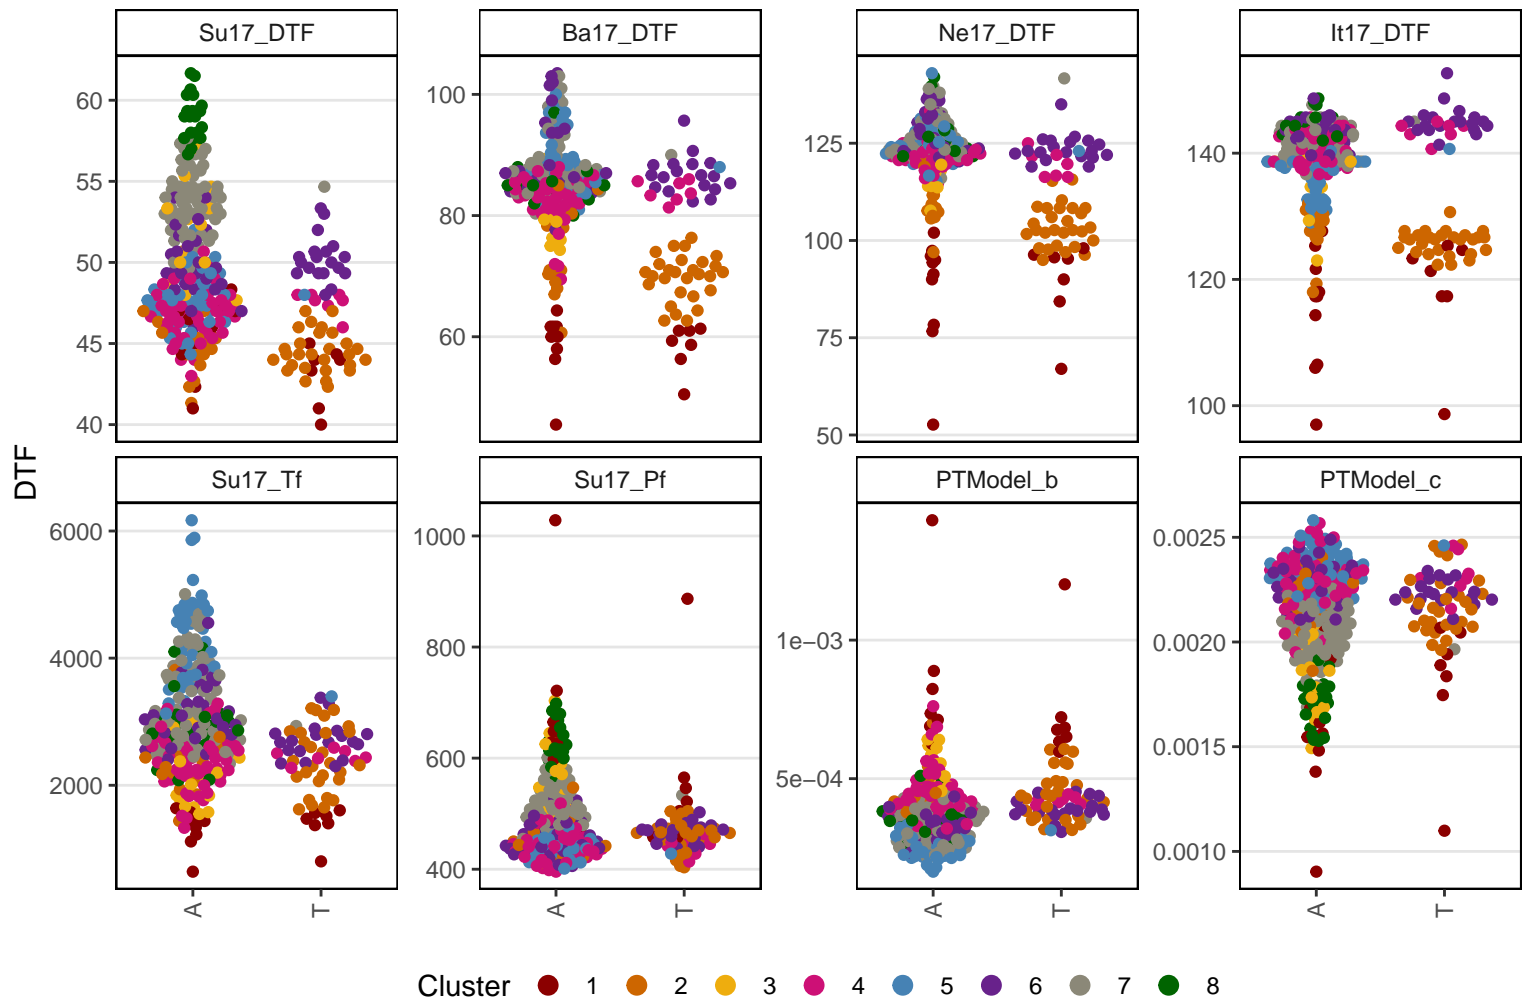 Su17_DTF Ba17_DTF Ne17_DTF It17_DTF
60 55 50 45 40
100 80 60
125 100 75 50
140 120 100
DTF
Su17_Tf Su17_Pf PTModel_b PTModel_c
6000 4000 2000
1000 800 600 400
1e−03 5e−04
0.0025 0.0020 0.0015 0.0010
A T A T A T A T
Cluster 1 2 3 4 5 6 7 8